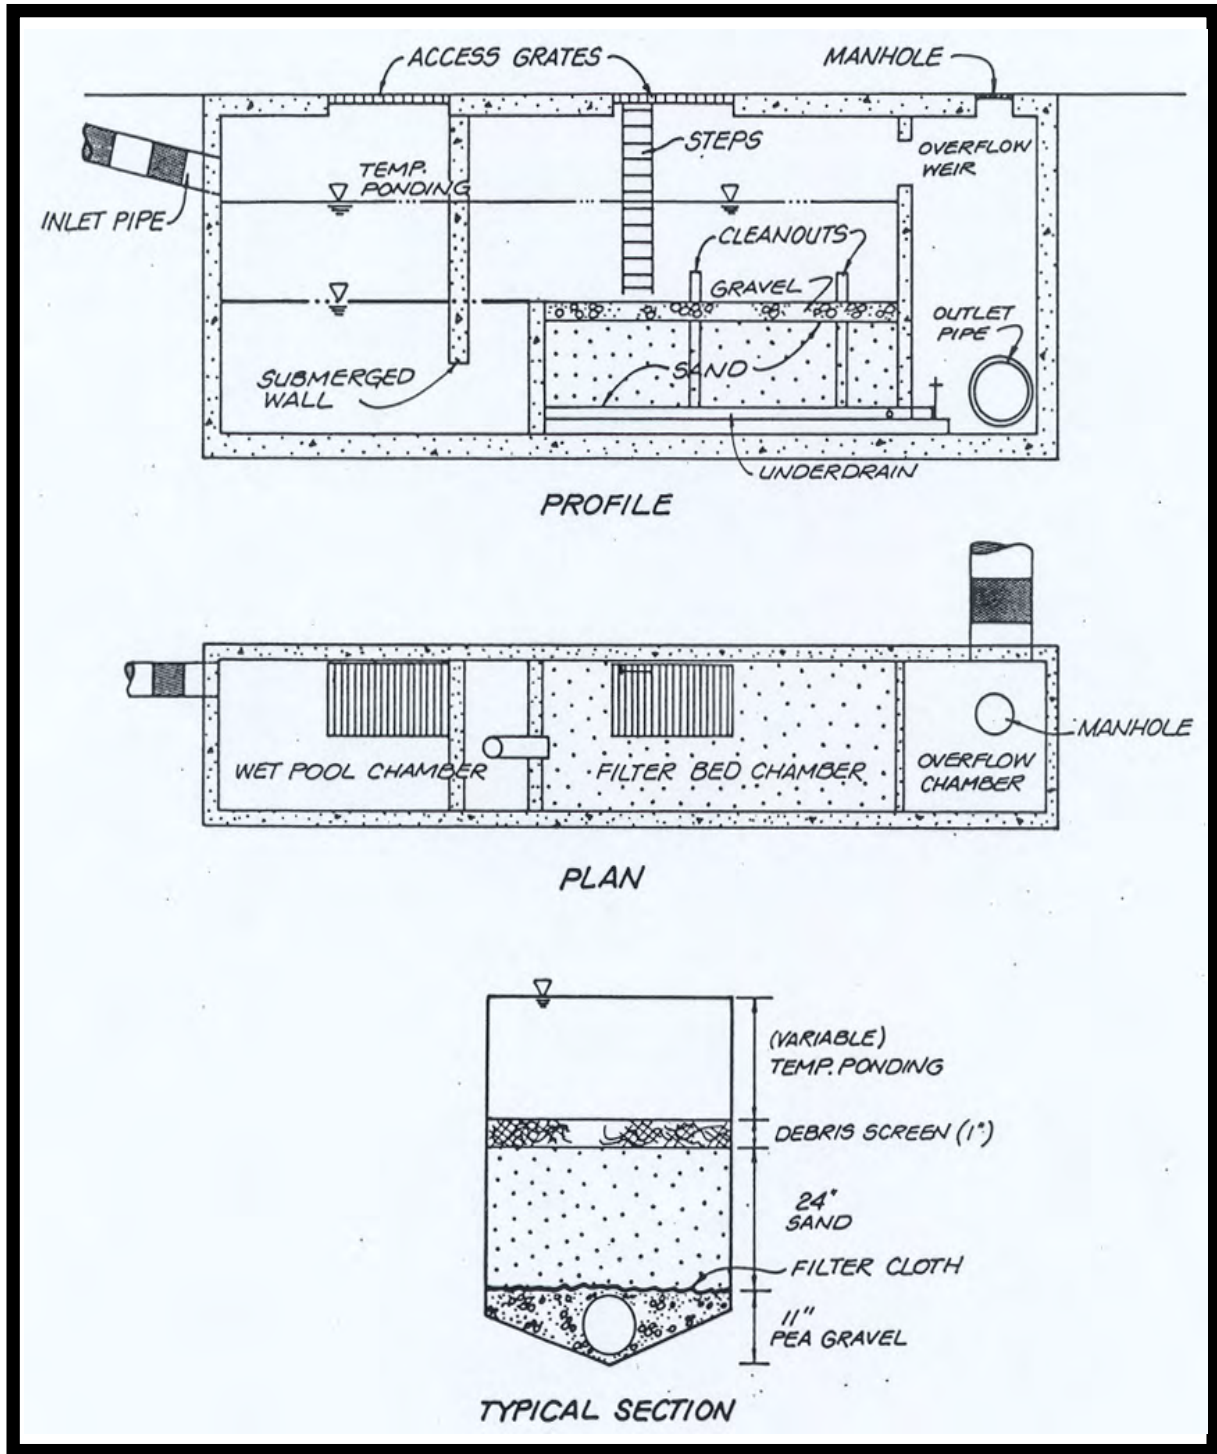 ACCESS GRATES
MANHOLE
STEPS
OVERFLOW
WEIR
TEMP.
PONDING
INLET PIPE
CLEANOUTS
GRAVEL
OUTLET
PIPE
SAND
SUBMERGED
WALL
UNDERDRAIN
PROFILE
MANHOLE
WET POOL CHAMBER
FILTER BED CHAMBER
OVERFLOW
CHAMBER
PLAN
(VARIABLE)
TEMP. PONDING
DEBRIS SCREEN (1".)
24"
SAND
FILTER CLOTH
11"
PEA GRAVEL
TYPICAL SECTION